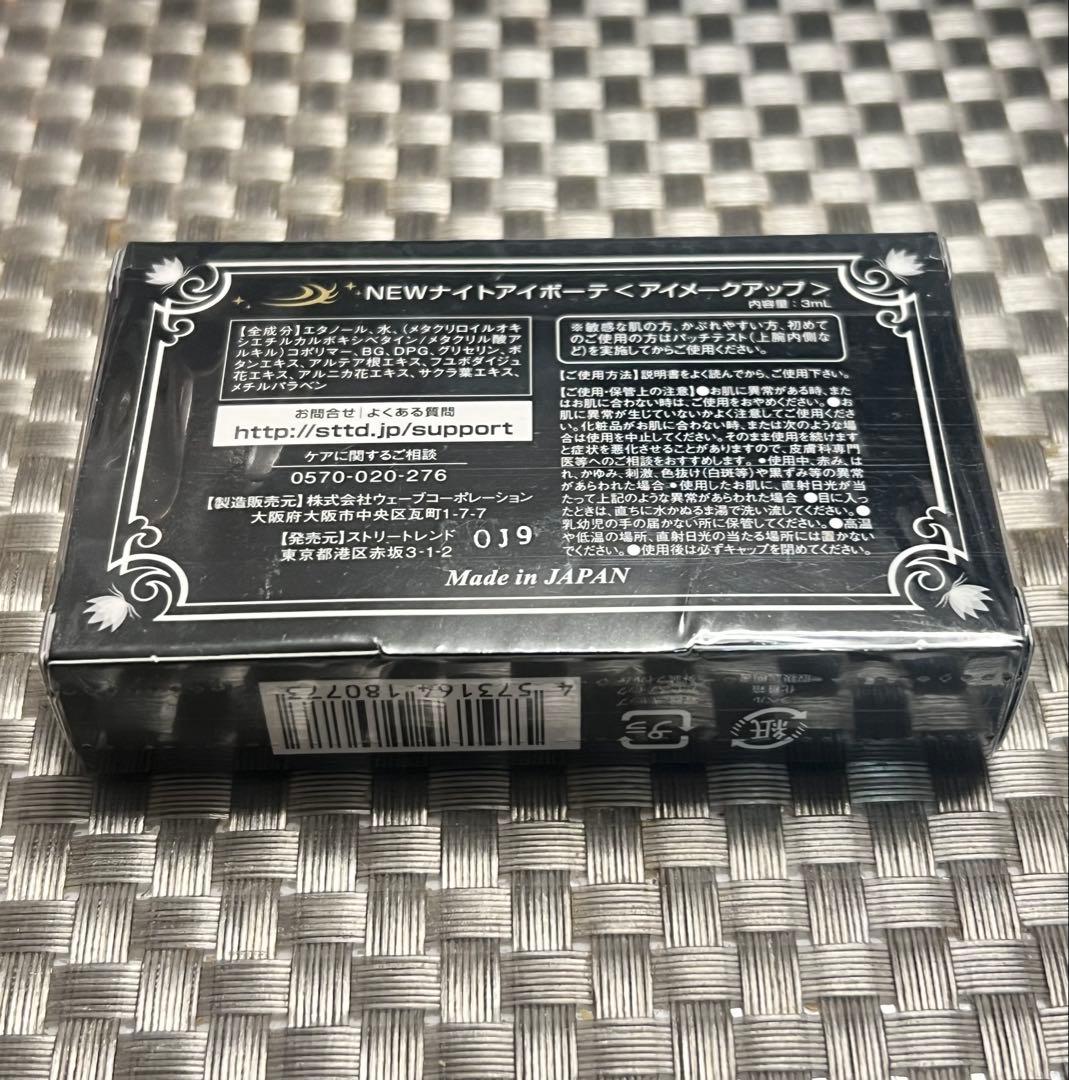 NEWナイトアイボーテ＜アイメークアップ＞
内容量：3mL
【全成分】エタノール、水、（メタクリロイルオキ
シエチルカルボキシベタイン/メタクリル酸ア
ルキル）コポリマー、BG、DPG、グリセリン、ボ
タンエキス、アルテア根エキス、フユボダイジュ
花エキス、アルニカ花エキス、サクラ葉エキス、
メチルパラベン
お問合せ|よくある質問
http://sttd.jp/support
ケアに関するご相談
0570-020-276
【製造販売元】株式会社ウェーブコーポレーション
大阪府大阪市中央区瓦町1-7-7
【発売元】ストリートレンド
東京都港区赤坂3-1-2
0J9
※敏感な肌の方、かぶれやすい方、初めて
のご使用の方はパッチテスト（上腕内側な
ど）を実施してからご使用ください。
【ご使用方法】説明書をよく読んでから、ご使用下さい。
【ご使用・保管上の注意】●お肌に異常がある時、また
はお肌に合わない時は、ご使用をおやめください。●お
肌に異常が生じていないかよく注意してご使用くださ
い。化粧品がお肌に合わない時、または次のような場
合は使用を中止してください。そのまま使用を続けます
と症状を悪化させることがありますので、皮膚科専門
医等へのご相談をおすすめします。●使用中、赤み、は
れ、かゆみ、刺激、色抜け（白斑等）や黒ずみ等の異常
があらわれた場合●使用したお肌に、直射日光が当
たって上記のような異常があらわれた場合 ●目に入っ
たときは、直ちに水かぬるま湯で洗い流してください。●
乳幼児の手の届かない所に保管してください。●高温
や低温の場所、直射日光の当たる場所には置かない
でください。●使用後は必ずキャップを閉めてください。
Made in JAPAN
4573164180773
プラ
紙